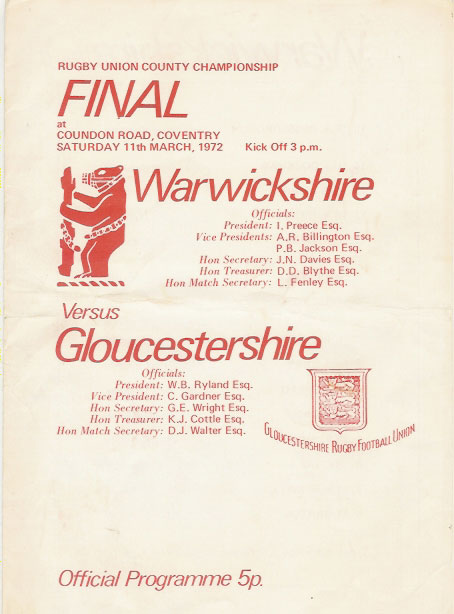 RUGBY UNION COUNTY CHAMPIONSHIP
FINAL
at
COUNDON ROAD, COVENTRY
SATURDAY 11th MARCH, 1972 Kick Off 3 p.m.
Warwickshire
Officials:
President: I. Preece Esq.
Vice Presidents: A.R. Billington Esq.
P.B. Jackson Esq.
Hon Secretary: J.N. Davies Esq.
Hon Treasurer: D.D. Blythe Esq.
Hon Match Secretary: L. Fenley Esq.
Versus
Gloucestershire
Officials:
President: W.B. Ryland Esq.
Vice President: C. Gardner Esq.
Hon Secretary: G.E. Wright Esq.
Hon Treasurer: K.J. Cottle Esq.
Hon Match Secretary: D.J. Walter Esq.
GLOUCESTERSHIRE RUGBY FOOTBALL UNION
Official Programme 5p.